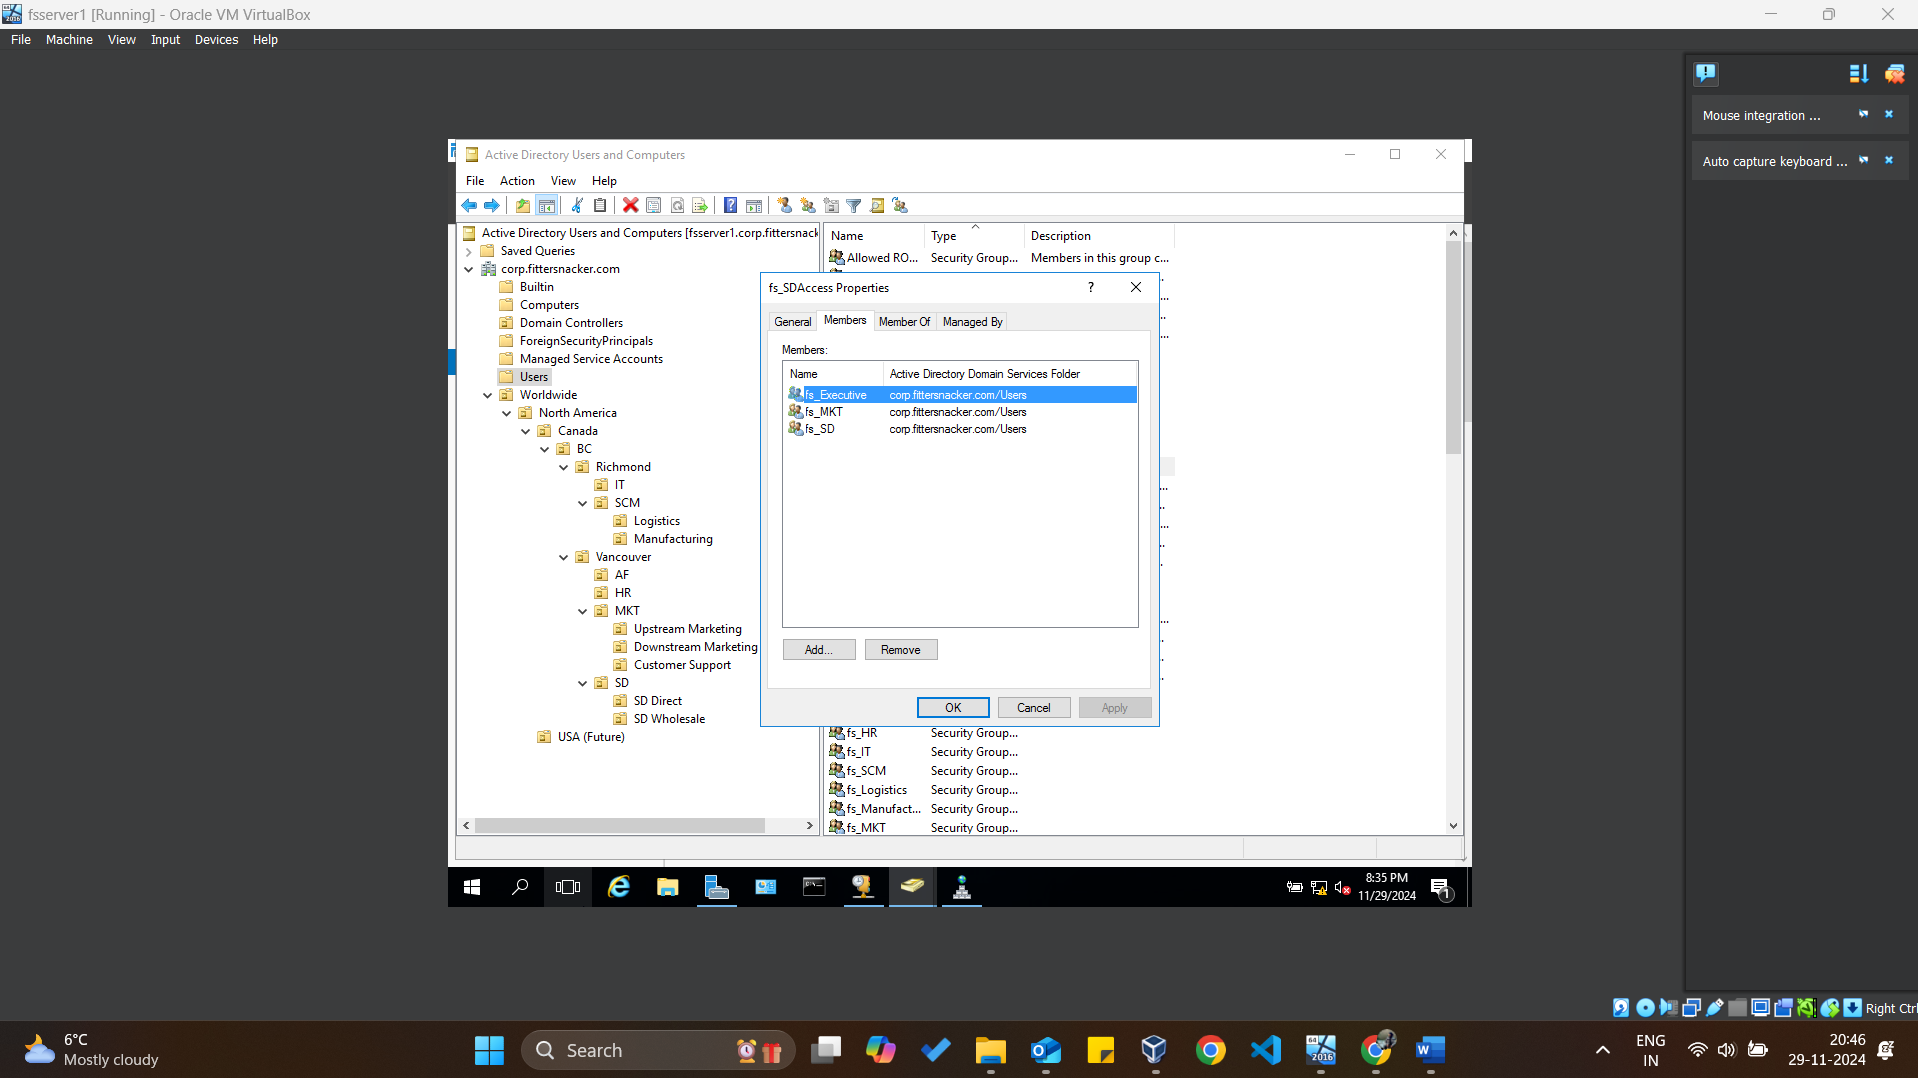 fsserver1 [Running] - Oracle VM VirtualBox
File Machine View Input Devices Help
Mouse integration ...
Auto capture keyboard ...
Active Directory Users and Computers
File Action View Help
Active Directory Users and Computers [fsserver1.corp.fittersnack
Saved Queries
corp.fittersnacker.com
Builtin
Computers
Domain Controllers
ForeignSecurityPrincipals
Managed Service Accounts
Users
Worldwide
North America
Canada
BC
Richmond
IT
SCM
Logistics
Manufacturing
Vancouver
AF
HR
MKT
Upstream Marketing
Downstream Marketing
Customer Support
SD
SD Direct
SD Wholesale
USA (Future)
Name Type Description
Allowed RO... Security Group... Members in this group c...
fs_SDAccess Properties
?
General Members Member Of Managed By
Members:
Name Active Directory Domain Services Folder
fs_Executive corp.fittersnacker.com/Users
fs_MKT corp.fittersnacker.com/Users
fs_SD corp.fittersnacker.com/Users
Add... Remove
OK Cancel Apply
fs_HR Security Group...
fs_IT Security Group...
fs_SCM Security Group...
fs_Logistics Security Group...
fs_Manufact... Security Group...
fs_MKT Security Group...
8:35 PM
11/29/2024
1
Right Ctrl
6°C
Mostly cloudy
Search
64
2016
ENG
IN
20:46
29-11-2024